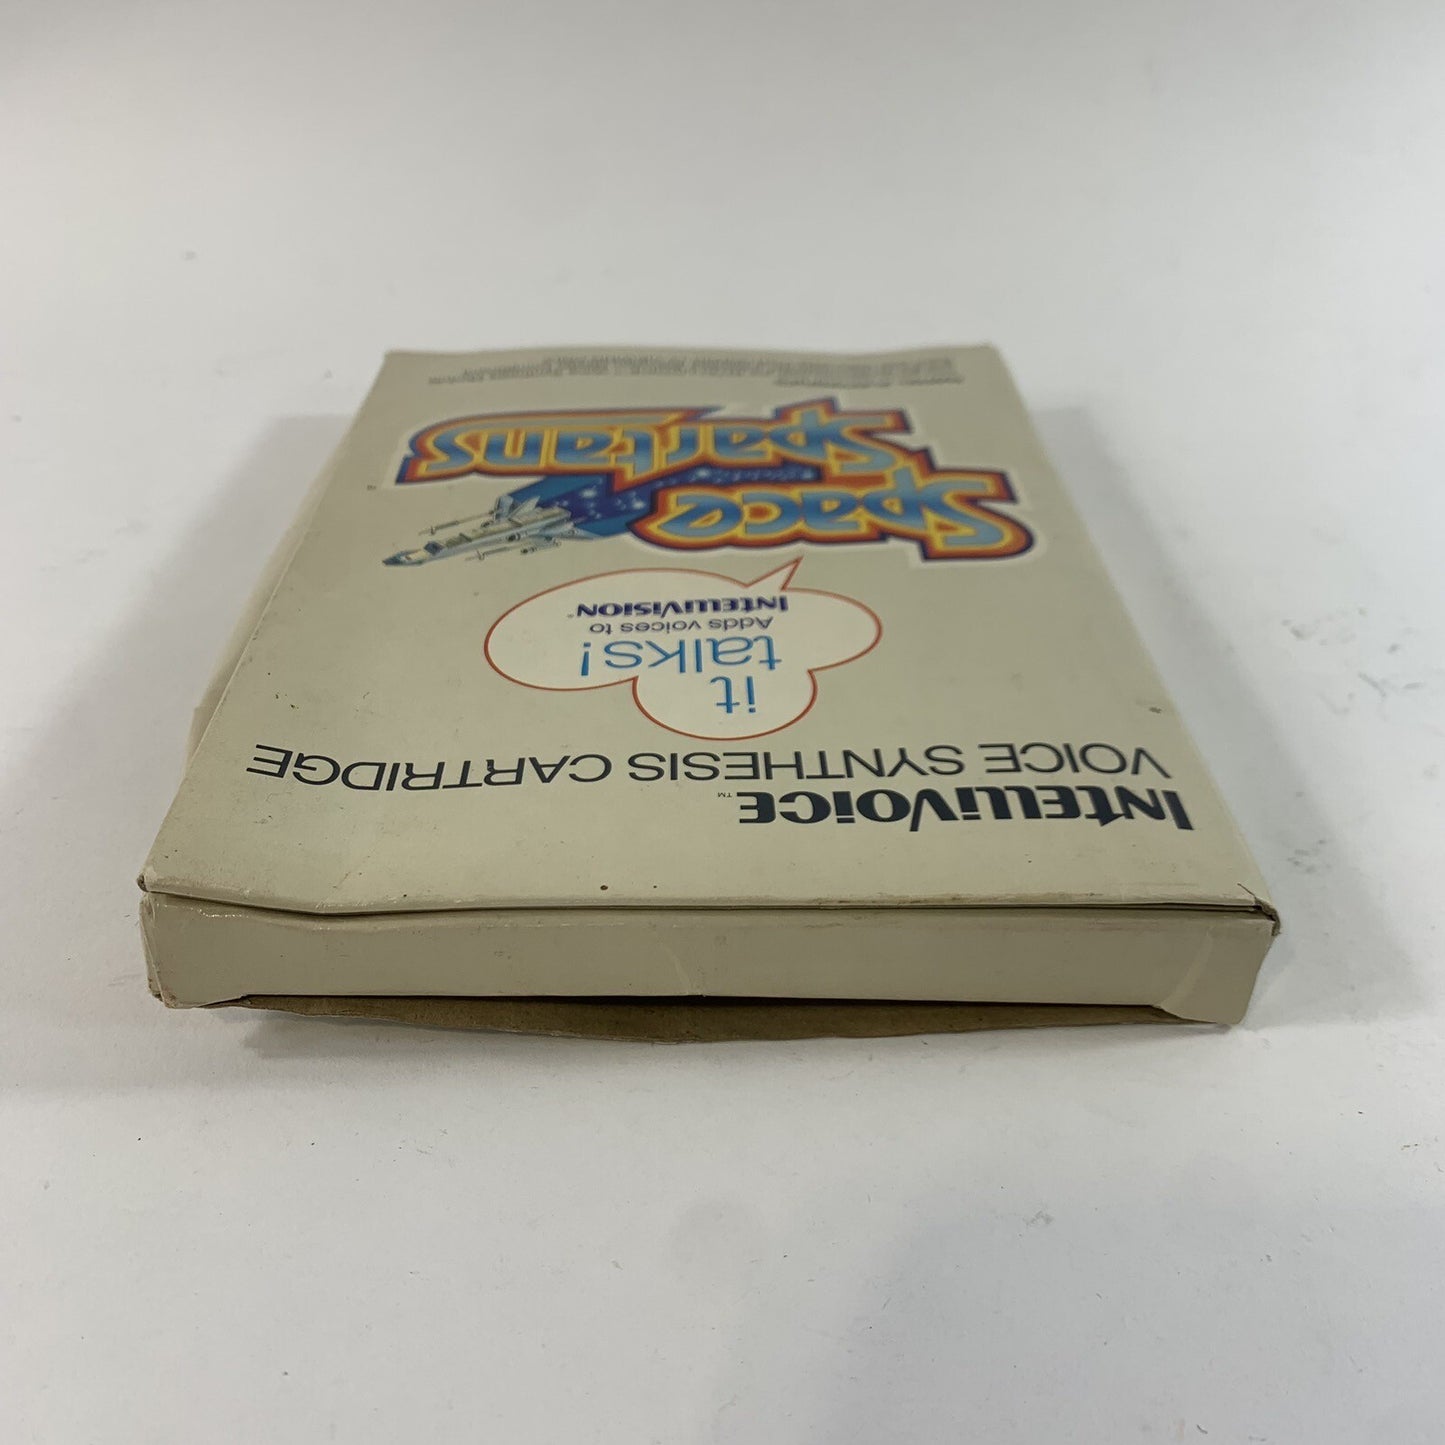 INTELLIVOICE™
VOICE SYNTHESIS CARTRIDGE
it
talks!
Adds voices to
INTELLIVISION
Space
Spartans